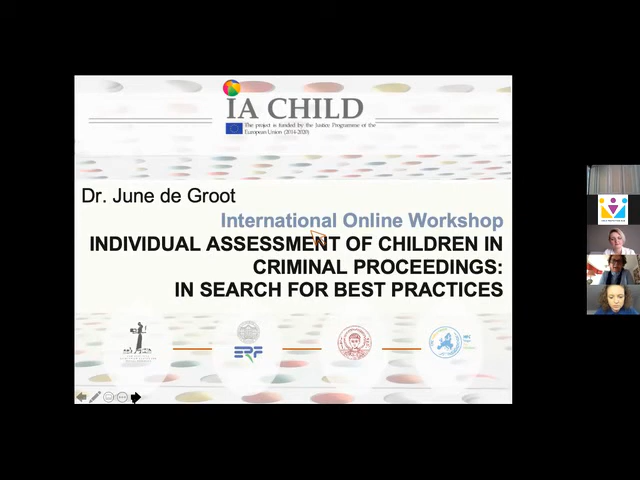 IA CHILD
The project is funded by the Justice Programme of the
European Union (2014-2020)
Dr. June de Groot
International Online Workshop
INDIVIDUAL ASSESSMENT OF CHILDREN IN
CRIMINAL PROCEEDINGS:
IN SEARCH FOR BEST PRACTICES
ERF